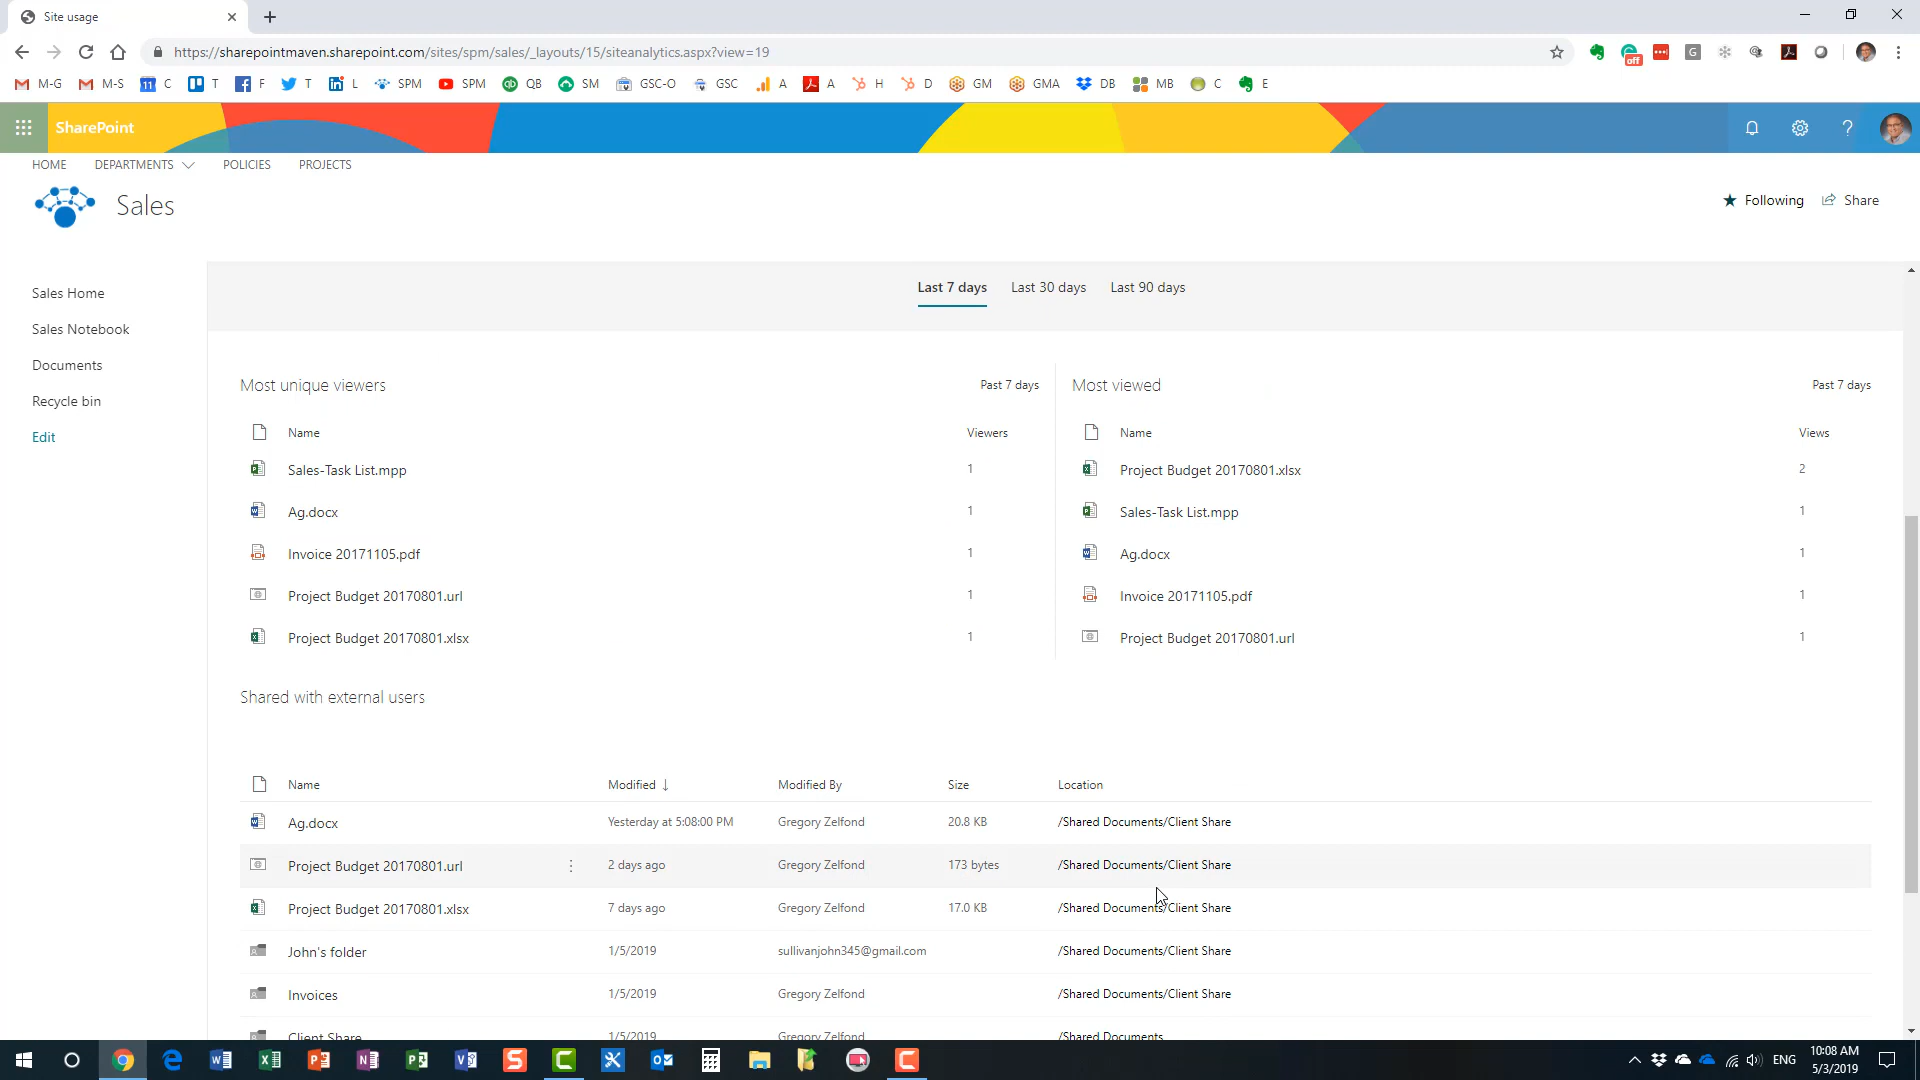 Site usage
https://sharepointmaven.sharepoint.com/sites/spm/sales/_layouts/15/siteanalytics.aspx?view=19
off
G
M-G M-S 11 C T F T L SPM SPM QB SM GSC-O GSC A A H D GM GMA DB MB C E
SharePoint
HOME DEPARTMENTS POLICIES PROJECTS
Sales
Following Share
Sales Home
Sales Notebook
Documents
Recycle bin
Edit
Last 7 days Last 30 days Last 90 days
Most unique viewers Past 7 days
Name Viewers
Sales-Task List.mpp 1
Ag.docx 1
Invoice 20171105.pdf 1
Project Budget 20170801.url 1
Project Budget 20170801.xlsx 1
Most viewed Past 7 days
Name Views
Project Budget 20170801.xlsx 2
Sales-Task List.mpp 1
Ag.docx 1
Invoice 20171105.pdf 1
Project Budget 20170801.url 1
Shared with external users
Name Modified ↓ Modified By Size Location
Ag.docx Yesterday at 5:08:00 PM Gregory Zelfond 20.8 KB /Shared Documents/Client Share
Project Budget 20170801.url 2 days ago Gregory Zelfond 173 bytes /Shared Documents/Client Share
Project Budget 20170801.xlsx 7 days ago Gregory Zelfond 17.0 KB /Shared Documents/Client Share
John's folder 1/5/2019 sullivanjohn345@gmail.com /Shared Documents/Client Share
Invoices 1/5/2019 Gregory Zelfond /Shared Documents/Client Share
Client Share 1/5/2019 Gregory Zelfond /Shared Documents
ENG
10:08 AM
5/3/2019